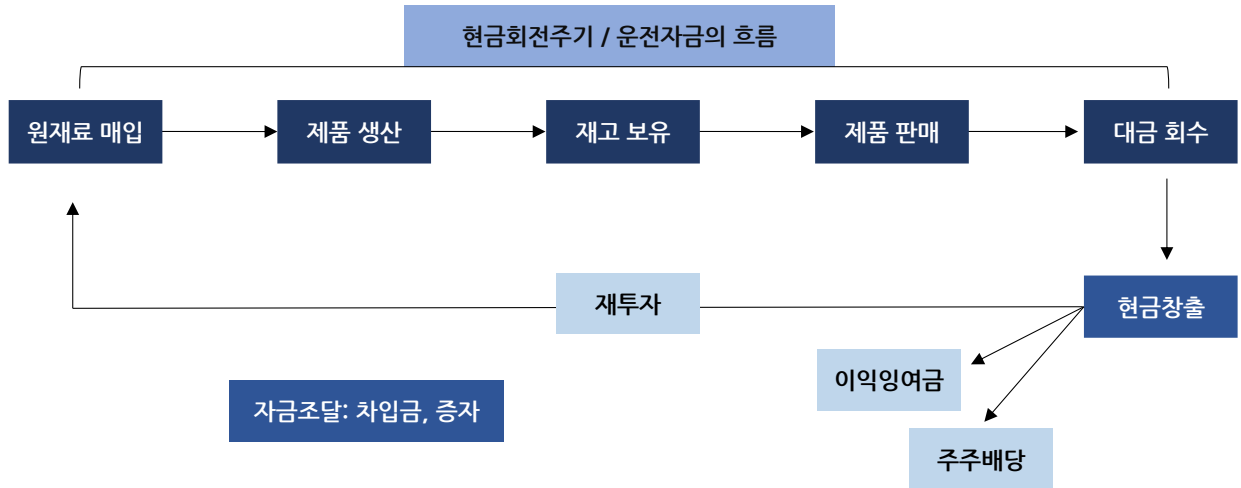 현금회전주기 / 운전자금의 흐름
원재료 매입
제품 생산
재고 보유
제품 판매
대금 회수
재투자
현금창출
이익잉여금
자금조달: 차입금, 증자
주주배당